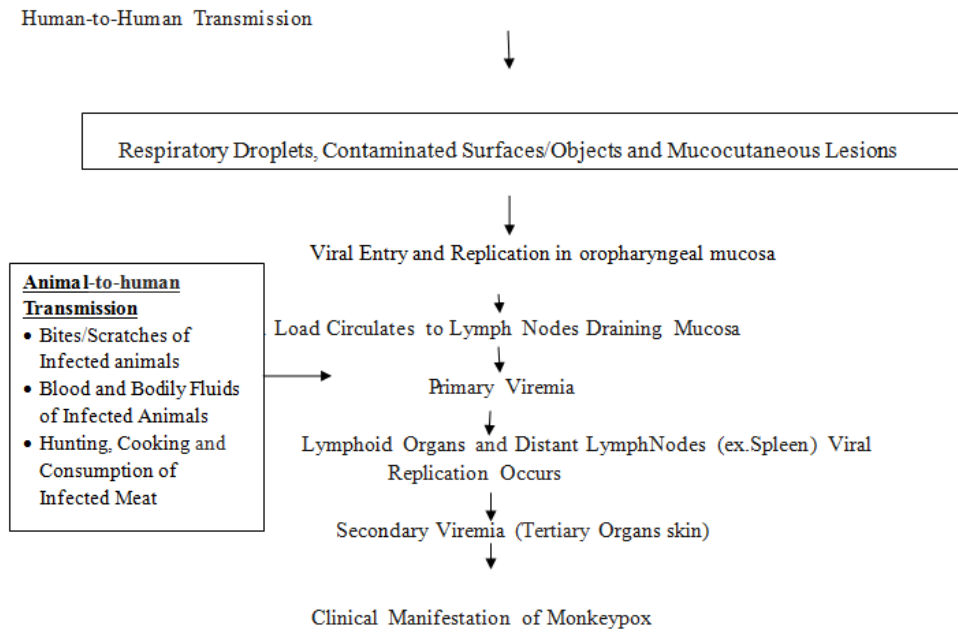 Human-to-Human Transmission
Respiratory Droplets, Contaminated Surfaces/Objects and Mucocutaneous Lesions
Viral Entry and Replication in oropharyngeal mucosa
Animal-to-human
Transmission
• Bites/Scratches of
Infected animals
• Blood and Bodily Fluids
of Infected Animals
• Hunting, Cooking and
Consumption of
Infected Meat
Load Circulates to Lymph Nodes Draining Mucosa
Primary Viremia
Lymphoid Organs and Distant LymphNodes (ex.Spleen) Viral
Replication Occurs
Secondary Viremia (Tertiary Organs skin)
Clinical Manifestation of Monkeypox